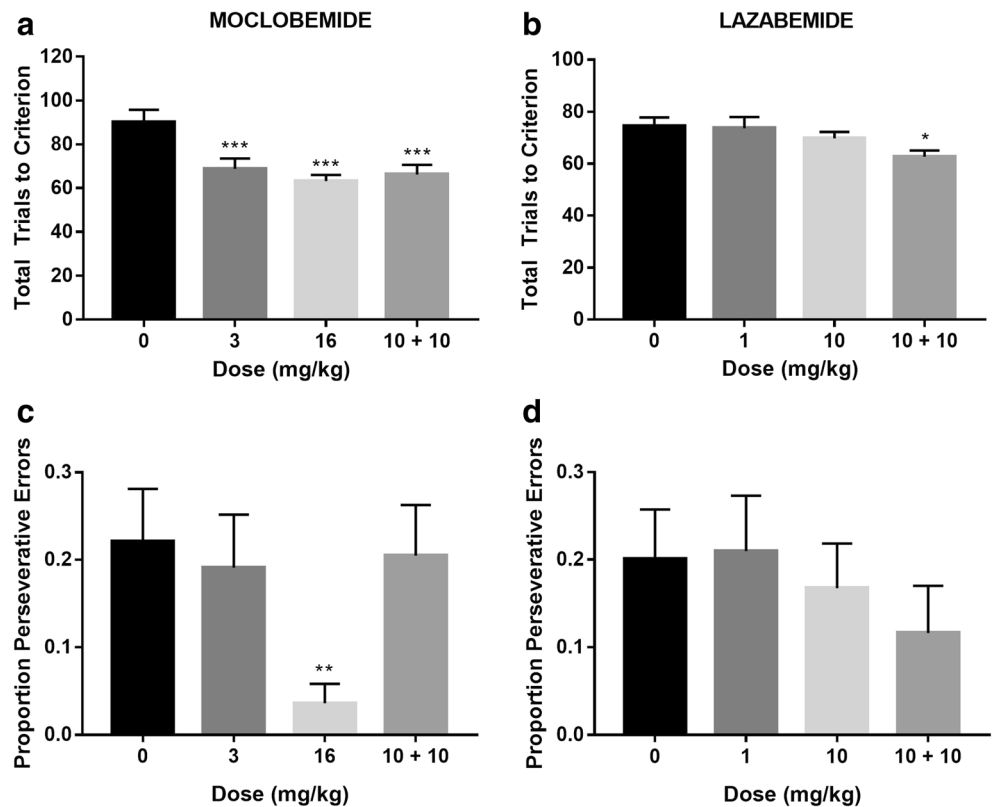 a
MOCLOBEMIDE
Total Trials to Criterion
120
100
80
60
40
20
0
***
***
***
0 3 16 10 + 10
Dose (mg/kg)
b
LAZABEMIDE
Total Trials to Criterion
100
80
60
40
20
0
*
0 1 10 10 + 10
Dose (mg/kg)
c
Proportion Perseverative Errors
0.3
0.2
0.1
0.0
**
0 3 16 10 + 10
Dose (mg/kg)
d
Proportion Perseverative Errors
0.3
0.2
0.1
0.0
0 1 10 10 + 10
Dose (mg/kg)